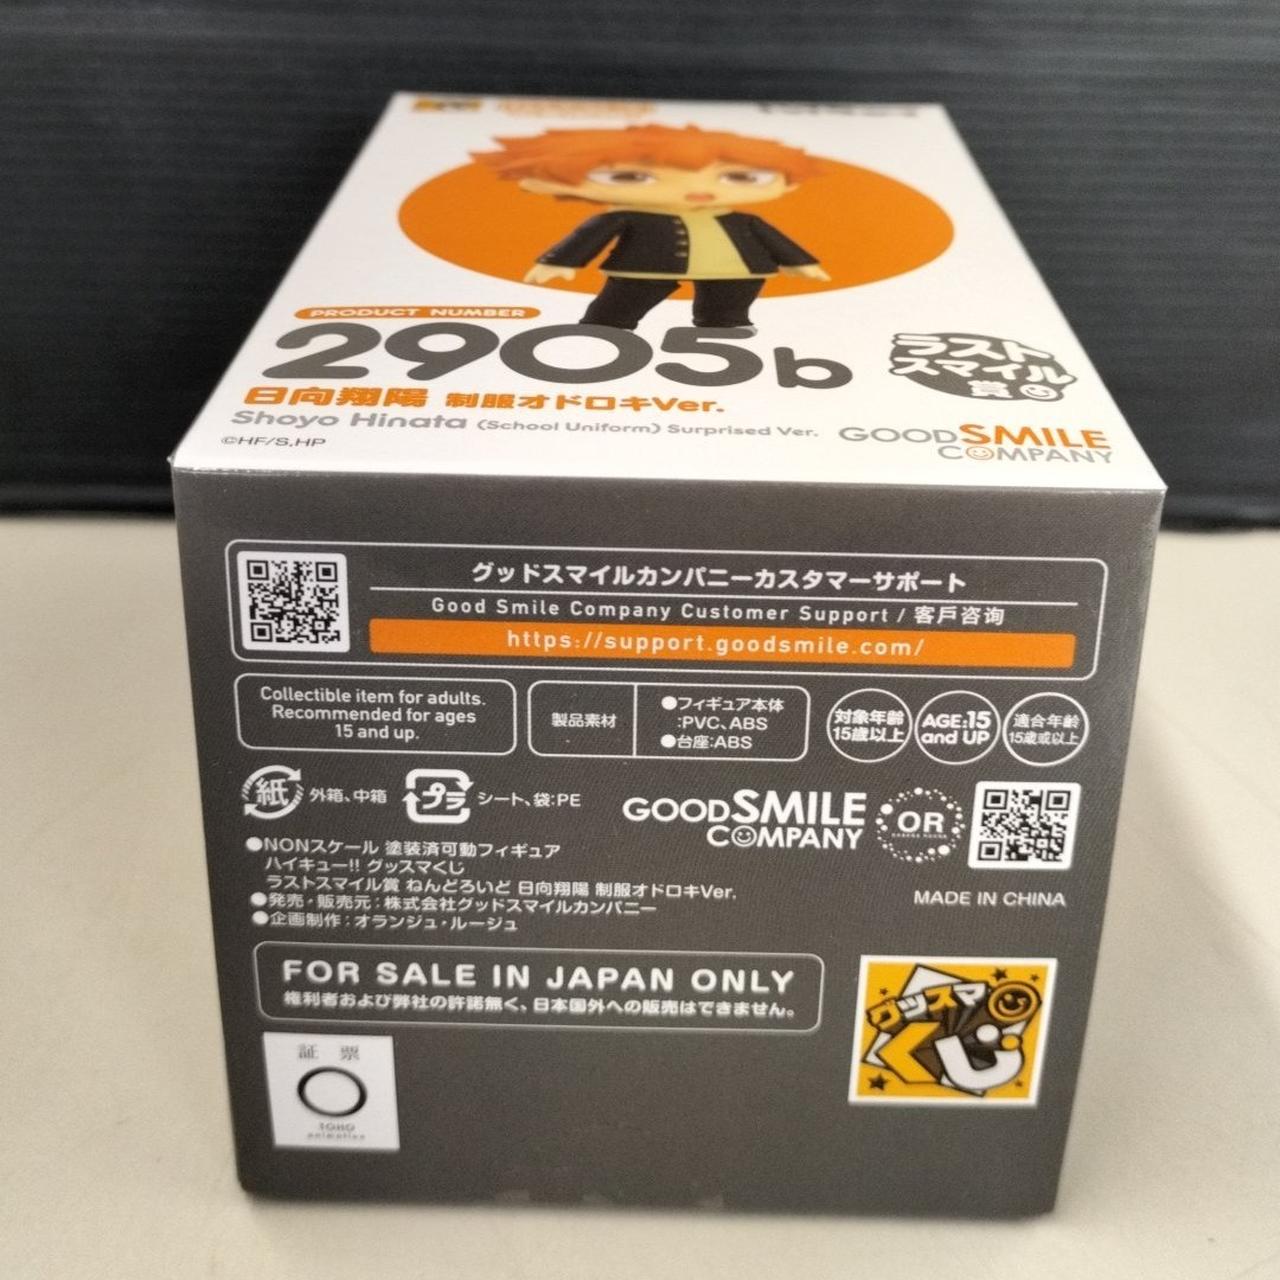 PRODUCT NUMBER
2905b
ラスト
スマイル
賞
日向翔陽 制服オドロキVer.
Shoyo Hinata (School Uniform) Surprised Ver.
©HF/S,HP
GOODSMILE
COMPANY
グッドスマイルカンパニーカスタマーサポート
Good Smile Company Customer Support / 客戶咨询
https://support.goodsmile.com/
Collectible item for adults.
Recommended for ages
15 and up.
製品素材
●フィギュア本体
:PVC、ABS
●台座:ABS
対象年齢
15歳以上
AGE:15
and UP
適合年齢
15歳或以上
紙 外箱、中箱
プラ シート、袋:PE
GOODSMILE
COMPANY
OR
ORANGE ROUGE
●NONスケール 塗装済可動フィギュア
ハイキュー!! グッスマくじ
ラストスマイル賞 ねんどろいど 日向翔陽 制服オドロキVer.
●発売・販売元:株式会社グッドスマイルカンパニー
●企画制作:オランジュ・ルージュ
MADE IN CHINA
FOR SALE IN JAPAN ONLY
権利者および弊社の許諾無く、日本国外への販売はできません。
グッスマ
くじ
証 票
TOHO
animation